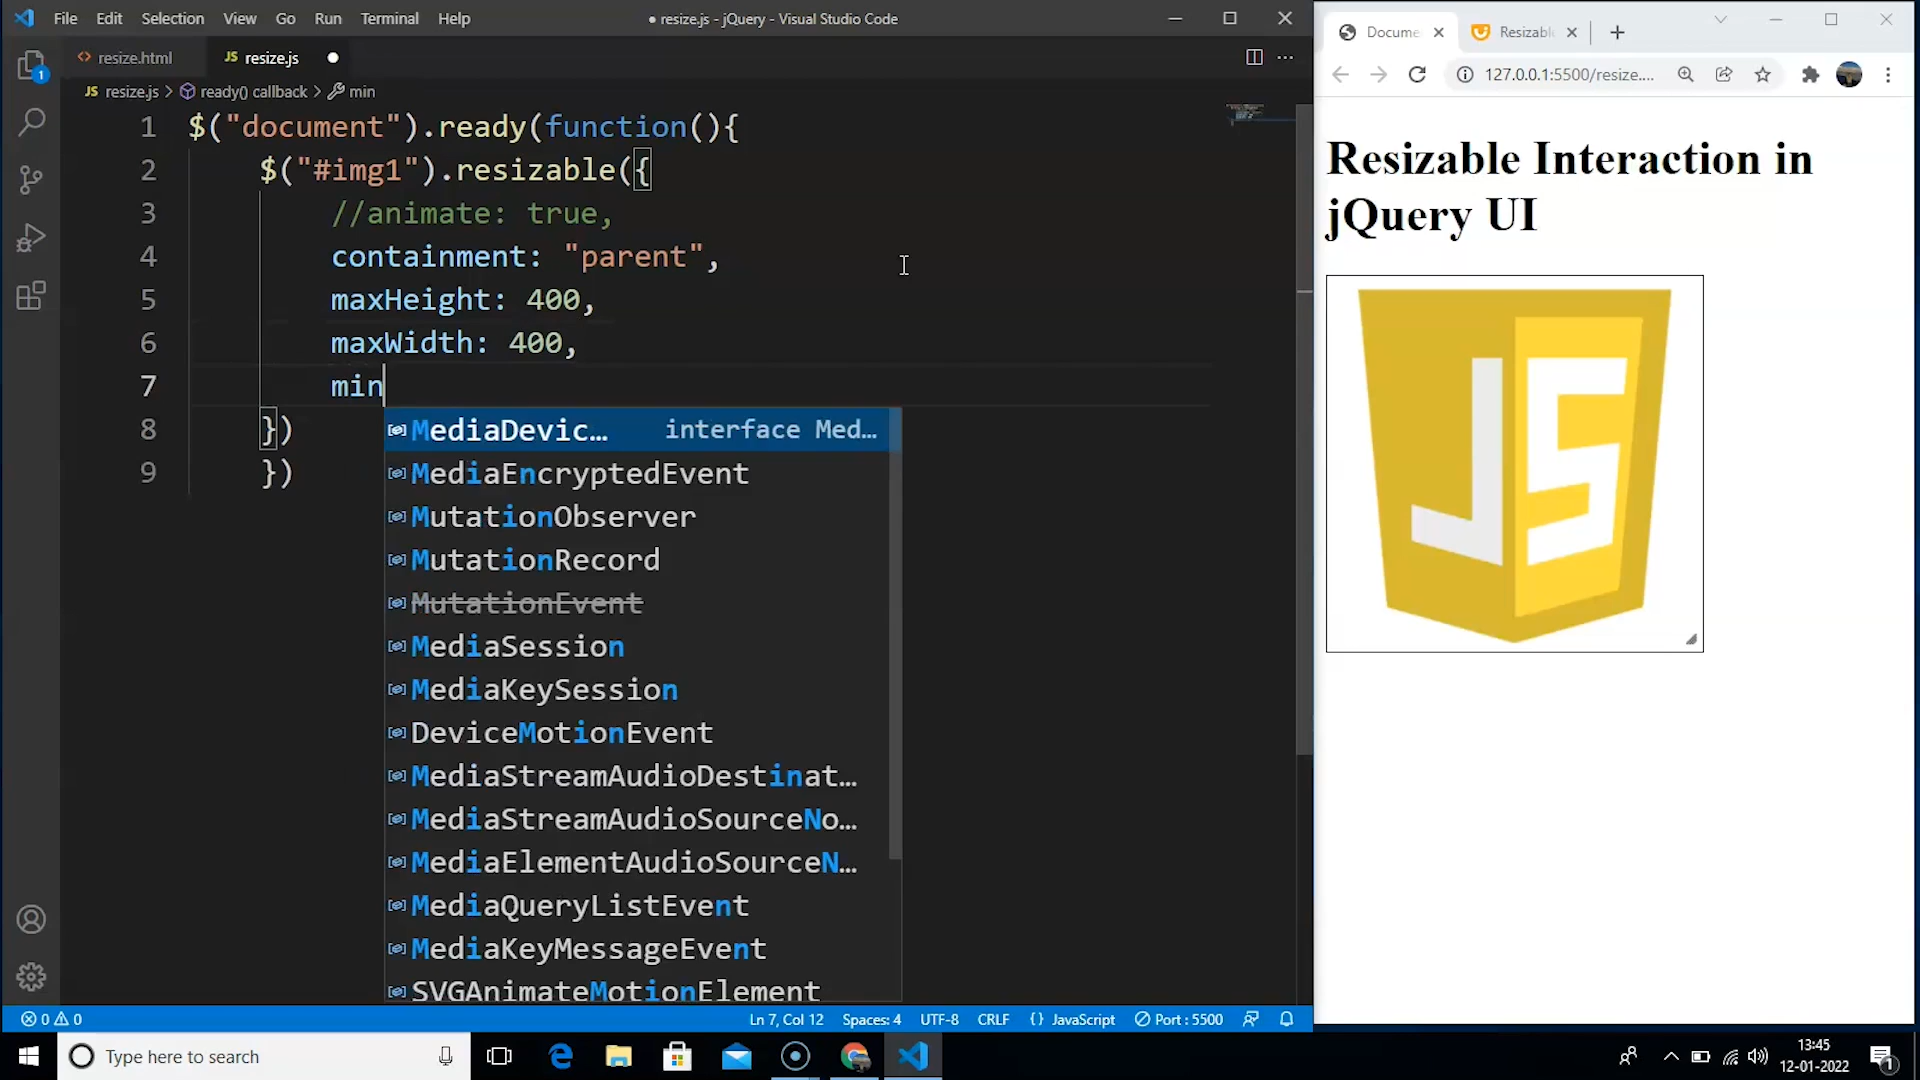 File Edit Selection View Go Run Terminal Help
● resize.js - jQuery - Visual Studio Code
resize.html
JS resize.js ●
JS resize.js > ready() callback > min
1 $("document").ready(function(){
2 $("#img1").resizable({
3 //animate: true,
4 containment: "parent",
5 maxHeight: 400,
6 maxWidth: 400,
7 min
8 })
9 })
MediaDevic… interface Med…
MediaEncryptedEvent
MutationObserver
MutationRecord
MutationEvent
MediaSession
MediaKeySession
DeviceMotionEvent
MediaStreamAudioDestinat…
MediaStreamAudioSourceNo…
MediaElementAudioSourceN…
MediaQueryListEvent
MediaKeyMessageEvent
SVGAnimateMotionElement
1
0 0
Ln 7, Col 12 Spaces: 4 UTF-8 CRLF {} JavaScript Port : 5500
Docume
Resizabl
127.0.0.1:5500/resize....
Resizable Interaction in
jQuery UI
JS
Type here to search
13:45
12-01-2022
1